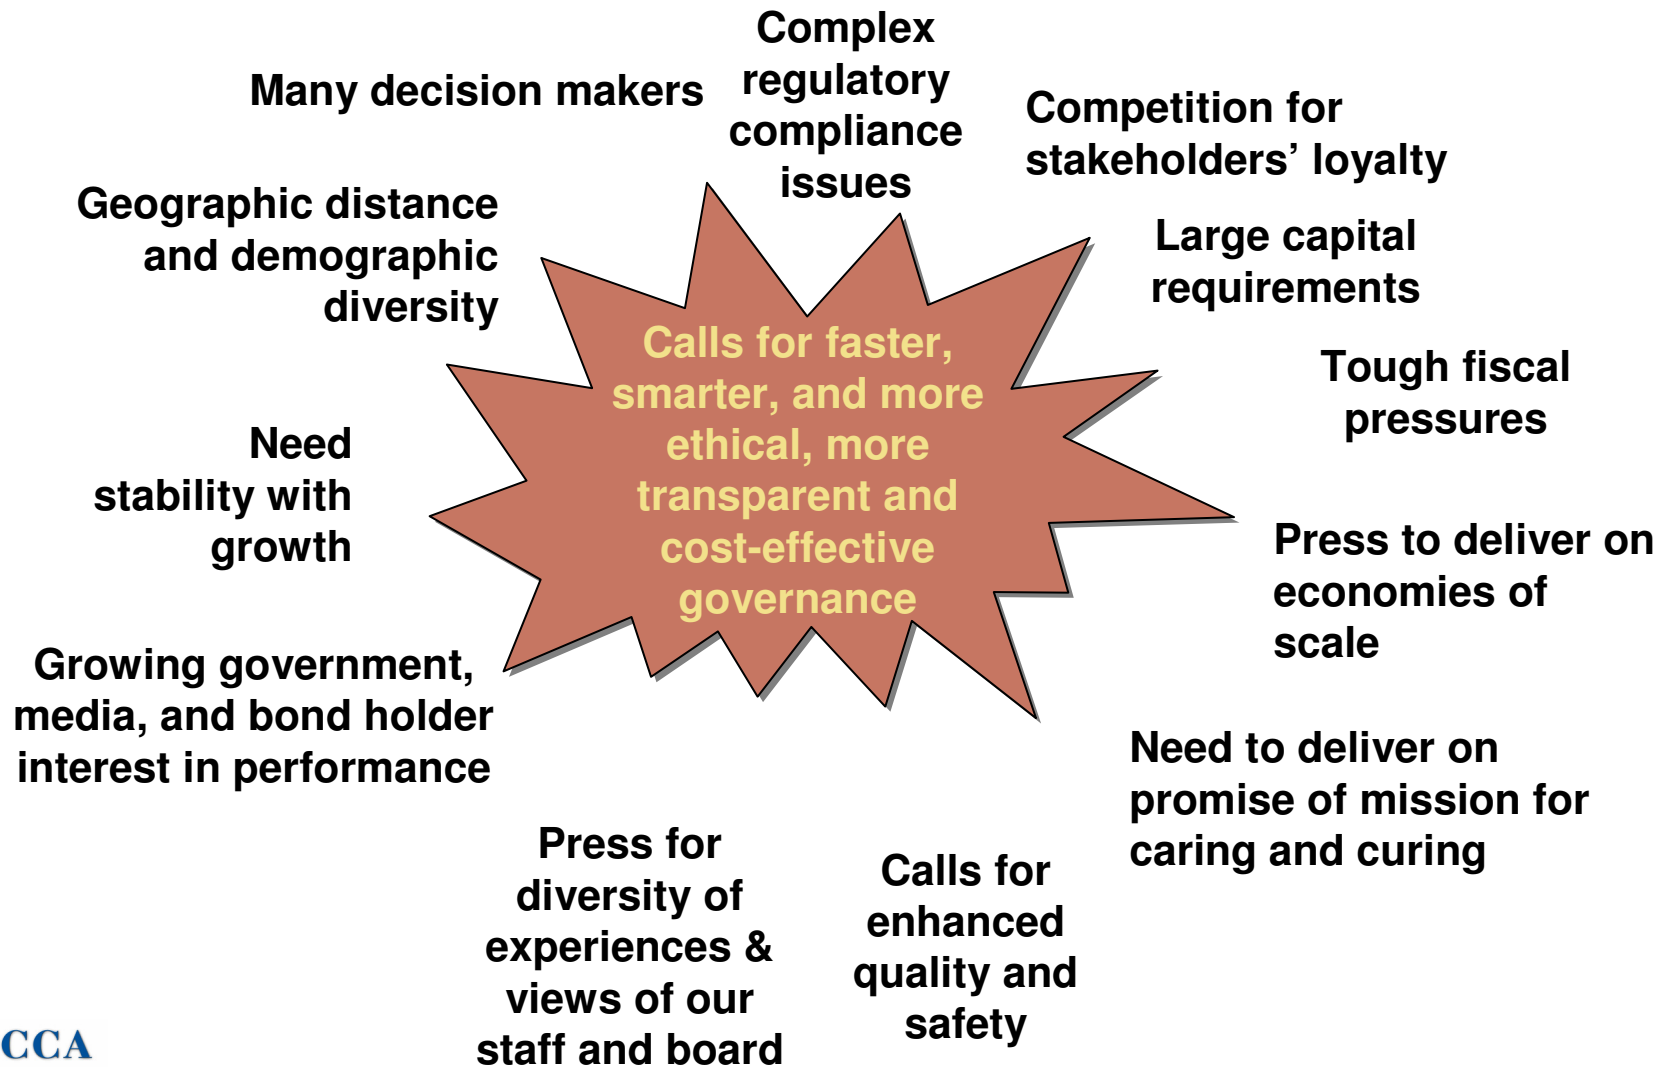 Complex
regulatory
compliance
issues
Many decision makers
Competition for
stakeholders’ loyalty
Geographic distance
and demographic
diversity
Large capital
requirements
Calls for faster,
smarter, and more
ethical, more
transparent and
cost-effective
governance
Tough fiscal
pressures
Need
stability with
growth
Press to deliver on
economies of
scale
Growing government,
media, and bond holder
interest in performance
Need to deliver on
promise of mission for
caring and curing
Press for
diversity of
experiences &
views of our
staff and board
Calls for
enhanced
quality and
safety
CCA